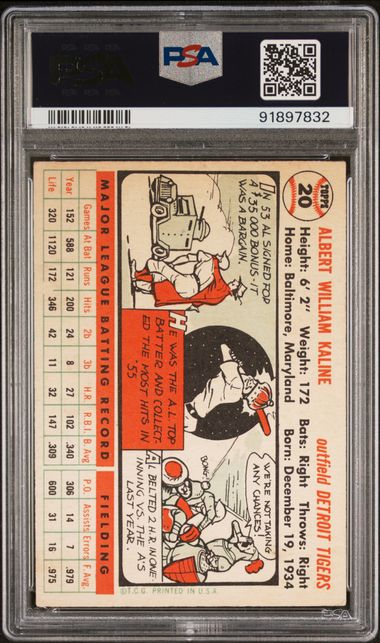 PSA
PSA
91897832
TOPPS
20
ALBERT WILLIAM KALINE
outfield DETROIT TIGERS
Height: 6' 2" Weight: 172 Bats: Right Throws: Right
Home: Baltimore, Maryland Born: December 19, 1934
IN 53 AL SIGNED FOR
A $35,000 BONUS-IT
WAS A BARGAIN.
HE WAS THE A.L. TOP
BATTER AND COLLECT-
ED THE MOST HITS IN
'55
WE'RE NOT TAKING
ANY CHANCES!
BONG!
AL BELTED 2 H.R. IN ONE
INNING VS. THE A'S
LAST YEAR.
MAJOR LEAGUE BATTING RECORD FIELDING
Games At Bat Runs Hits 2b 3b H.R. R.B.I. B. Avg. P.O. Assists Errors F. Avg.
Year 152 588 121 200 24 8 27 102 .340 306 14 7 .979
Life 320 1120 172 346 42 11 32 147 .309 600 31 16 .975
©T.C.G. PRINTED IN U.S.A.